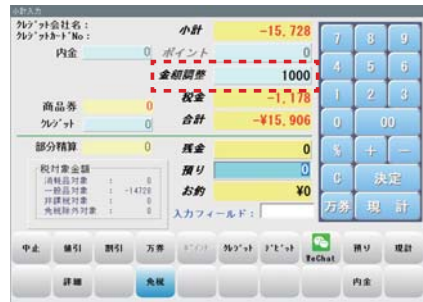 小計入力
ｸﾚｼﾞｯﾄ会社名：
ｸﾚｼﾞｯﾄｶｰﾄﾞNo：
小計 -15,728
内金 0 ポイント 0
金額調整 1000
税金 -1,178
商品券 0
ｸﾚｼﾞｯﾄ 0 合計 -¥15,906
部分精算 0 残金 0
預り 0
お釣 ¥0
税対象金額
消耗品対象 : 0
一般品対象 : -14728
非課税対象 : 0
免税除外対象 : 0
入力フィールド：
7 8 9
4 5 6
1 2 3
0 00
% + -
C 決定
万券 現計
中止 値引 割引 万券 ﾎﾟｲﾝﾄ ｸﾚｼﾞｯﾄ ﾃﾞﾋﾞｯﾄ WeChat 預り 現計
詳細 免税 内金